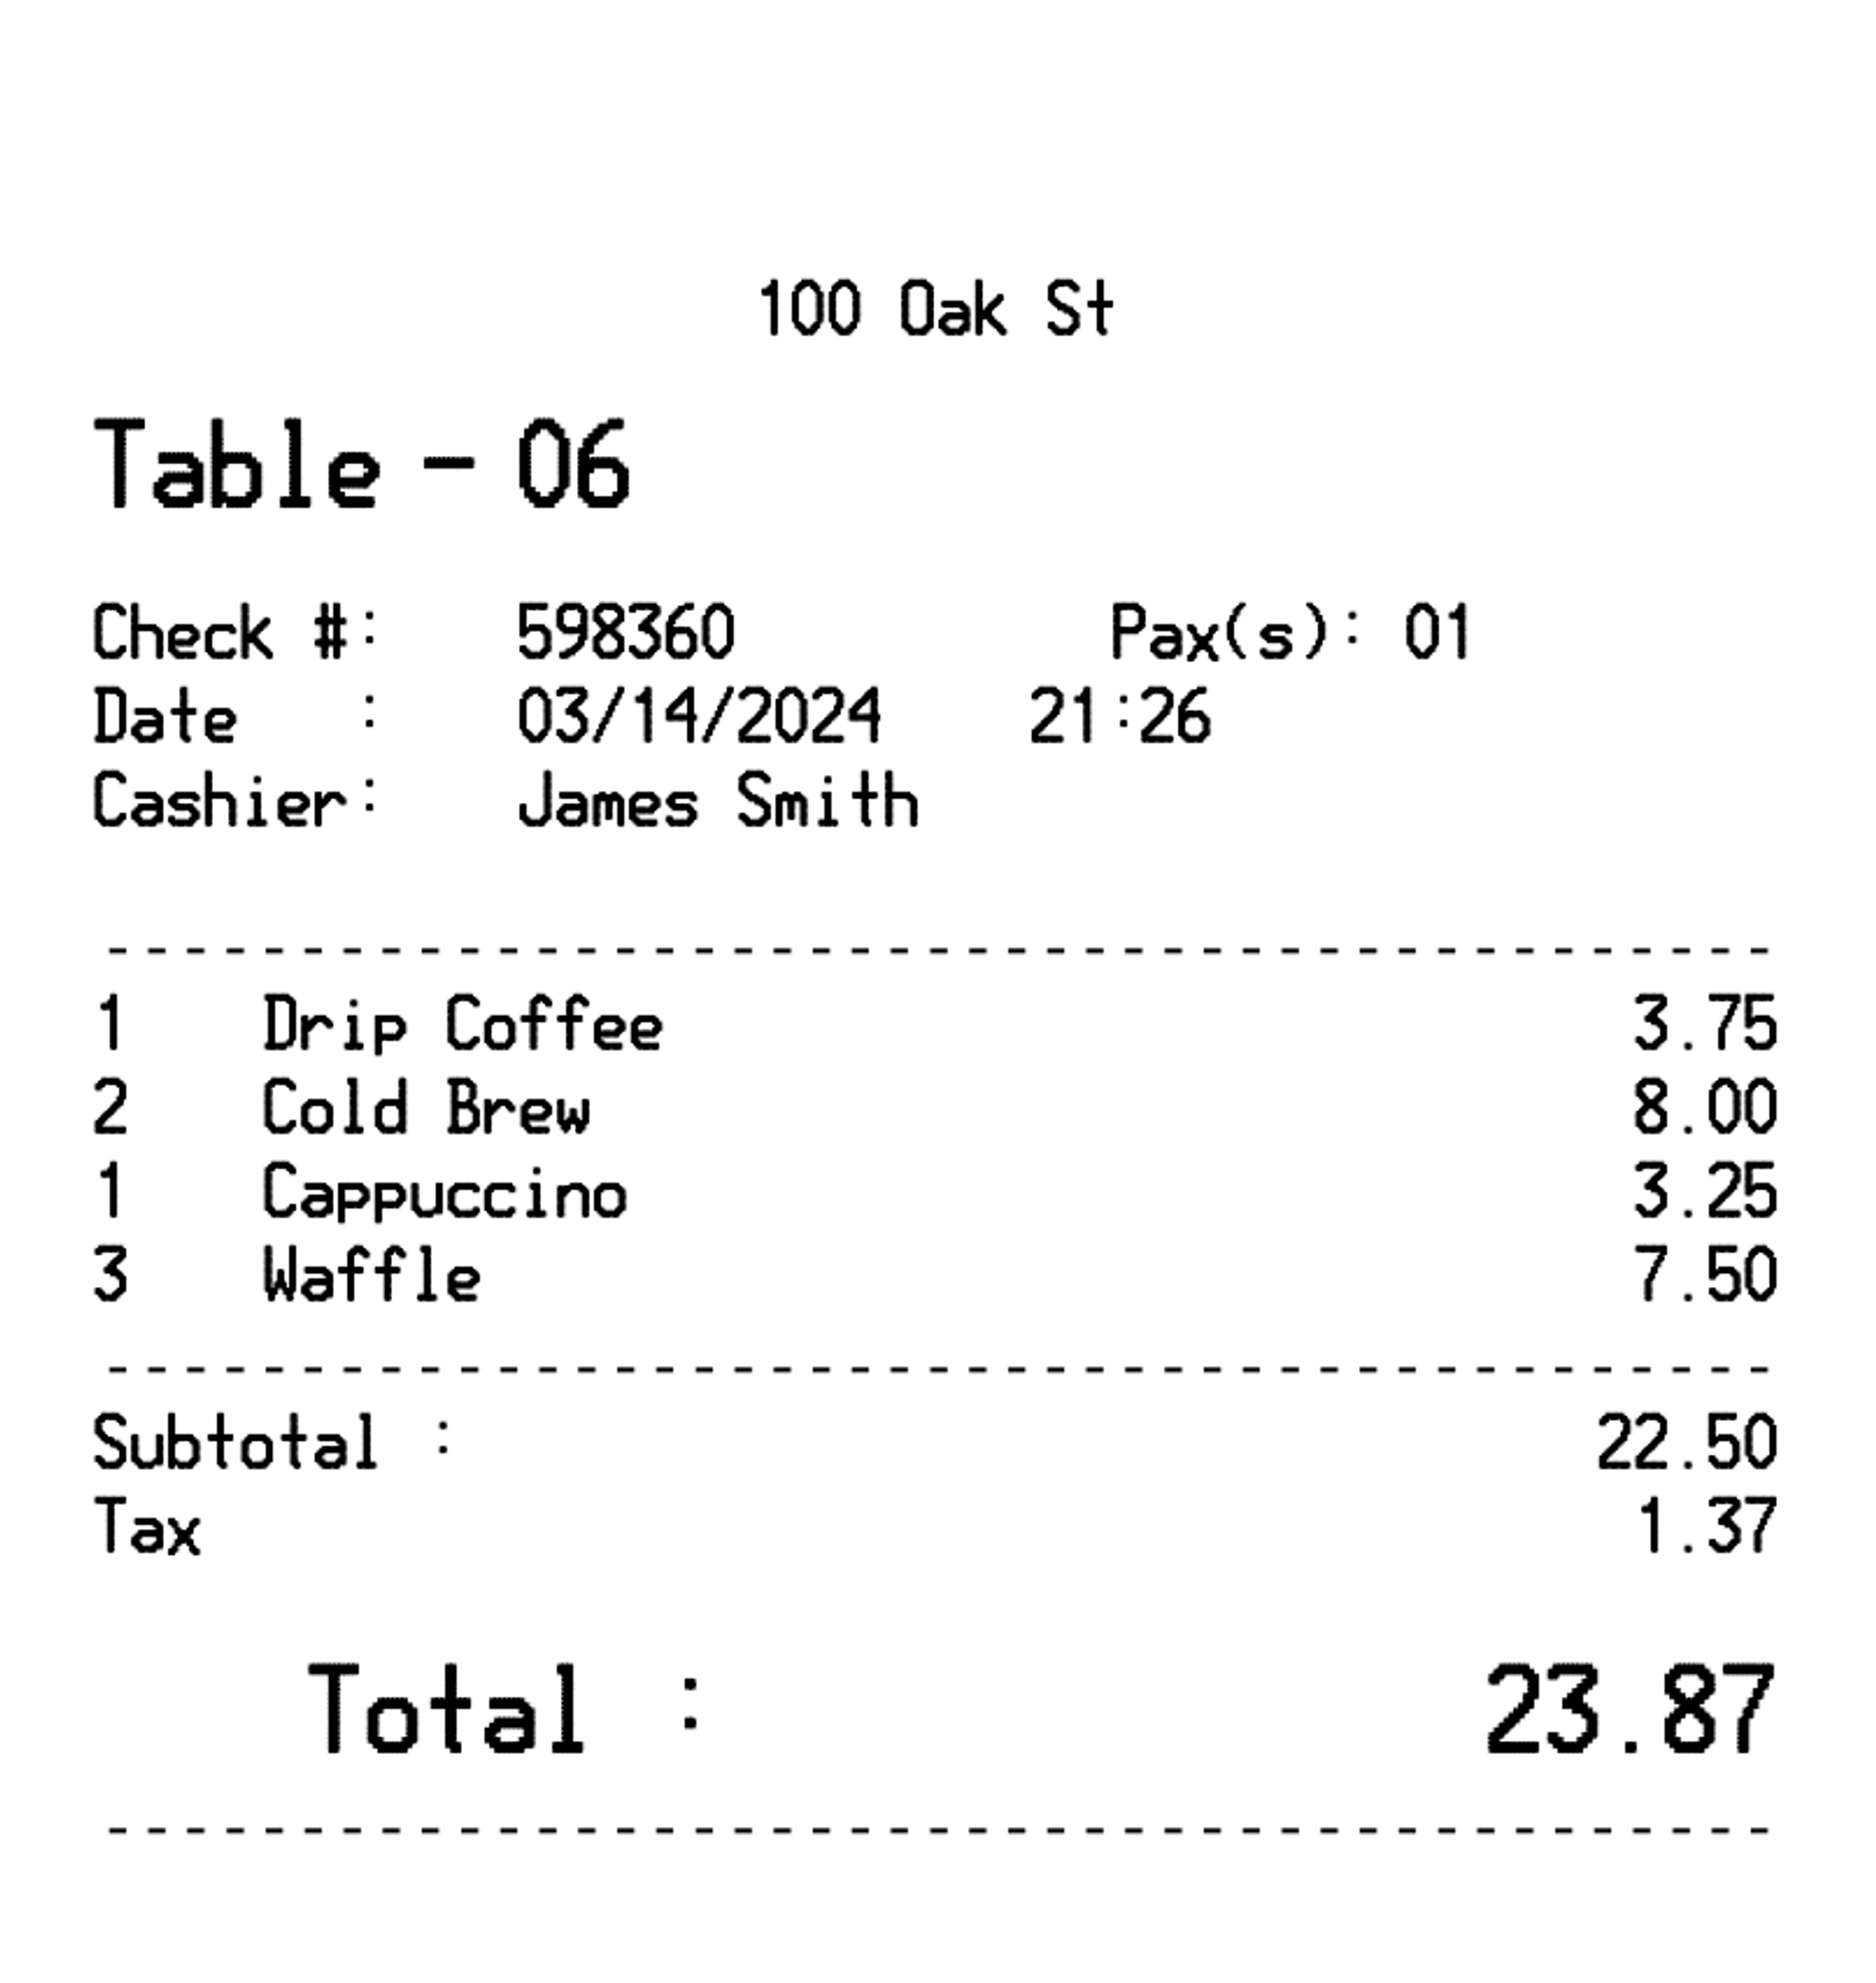 100 Oak St
Table - 06
Check #: 598360 Pax(s): 01
Date : 03/14/2024 21:26
Cashier: James Smith
--------------------------------------------
1 Drip Coffee 3.75
2 Cold Brew 8.00
1 Cappuccino 3.25
3 Waffle 7.50
--------------------------------------------
Subtotal : 22.50
Tax 1.37
Total : 23.87
--------------------------------------------